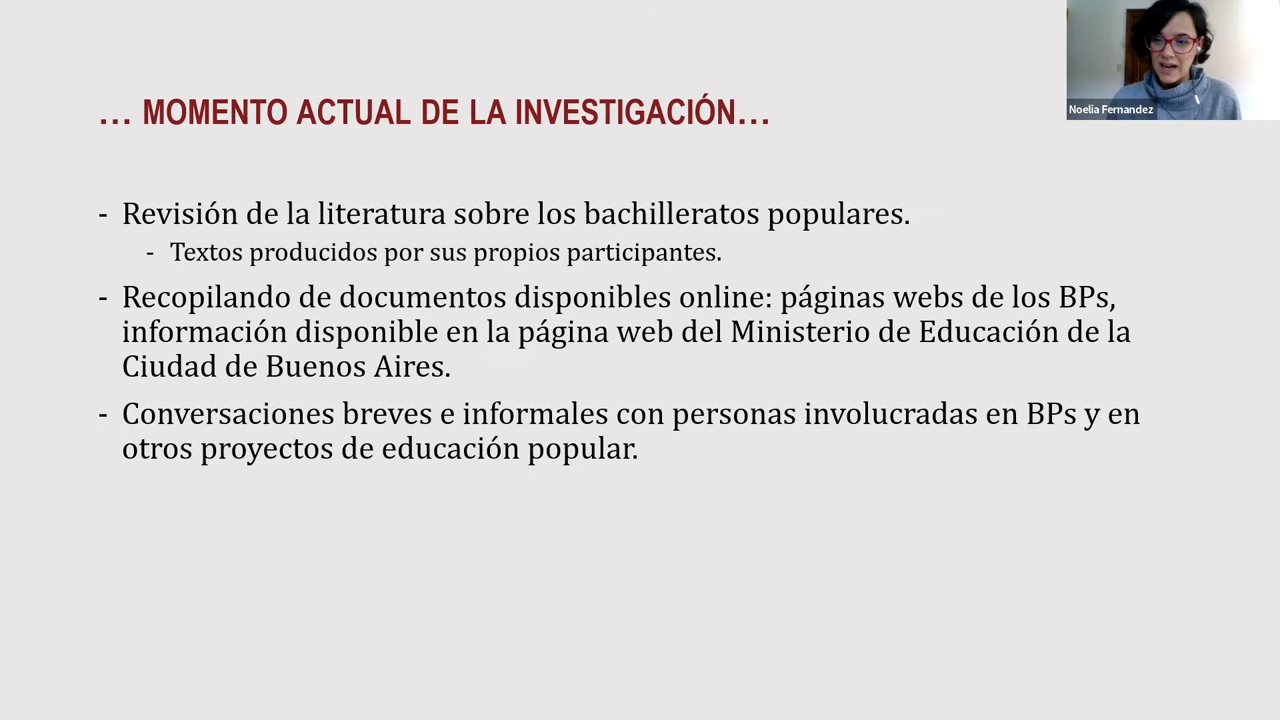 ... MOMENTO ACTUAL DE LA INVESTIGACIÓN...
Noelia Fernandez
- Revisión de la literatura sobre los bachilleratos populares.
- Textos producidos por sus propios participantes.
- Recopilando de documentos disponibles online: páginas webs de los BPs,
información disponible en la página web del Ministerio de Educación de la
Ciudad de Buenos Aires.
- Conversaciones breves e informales con personas involucradas en BPs y en
otros proyectos de educación popular.